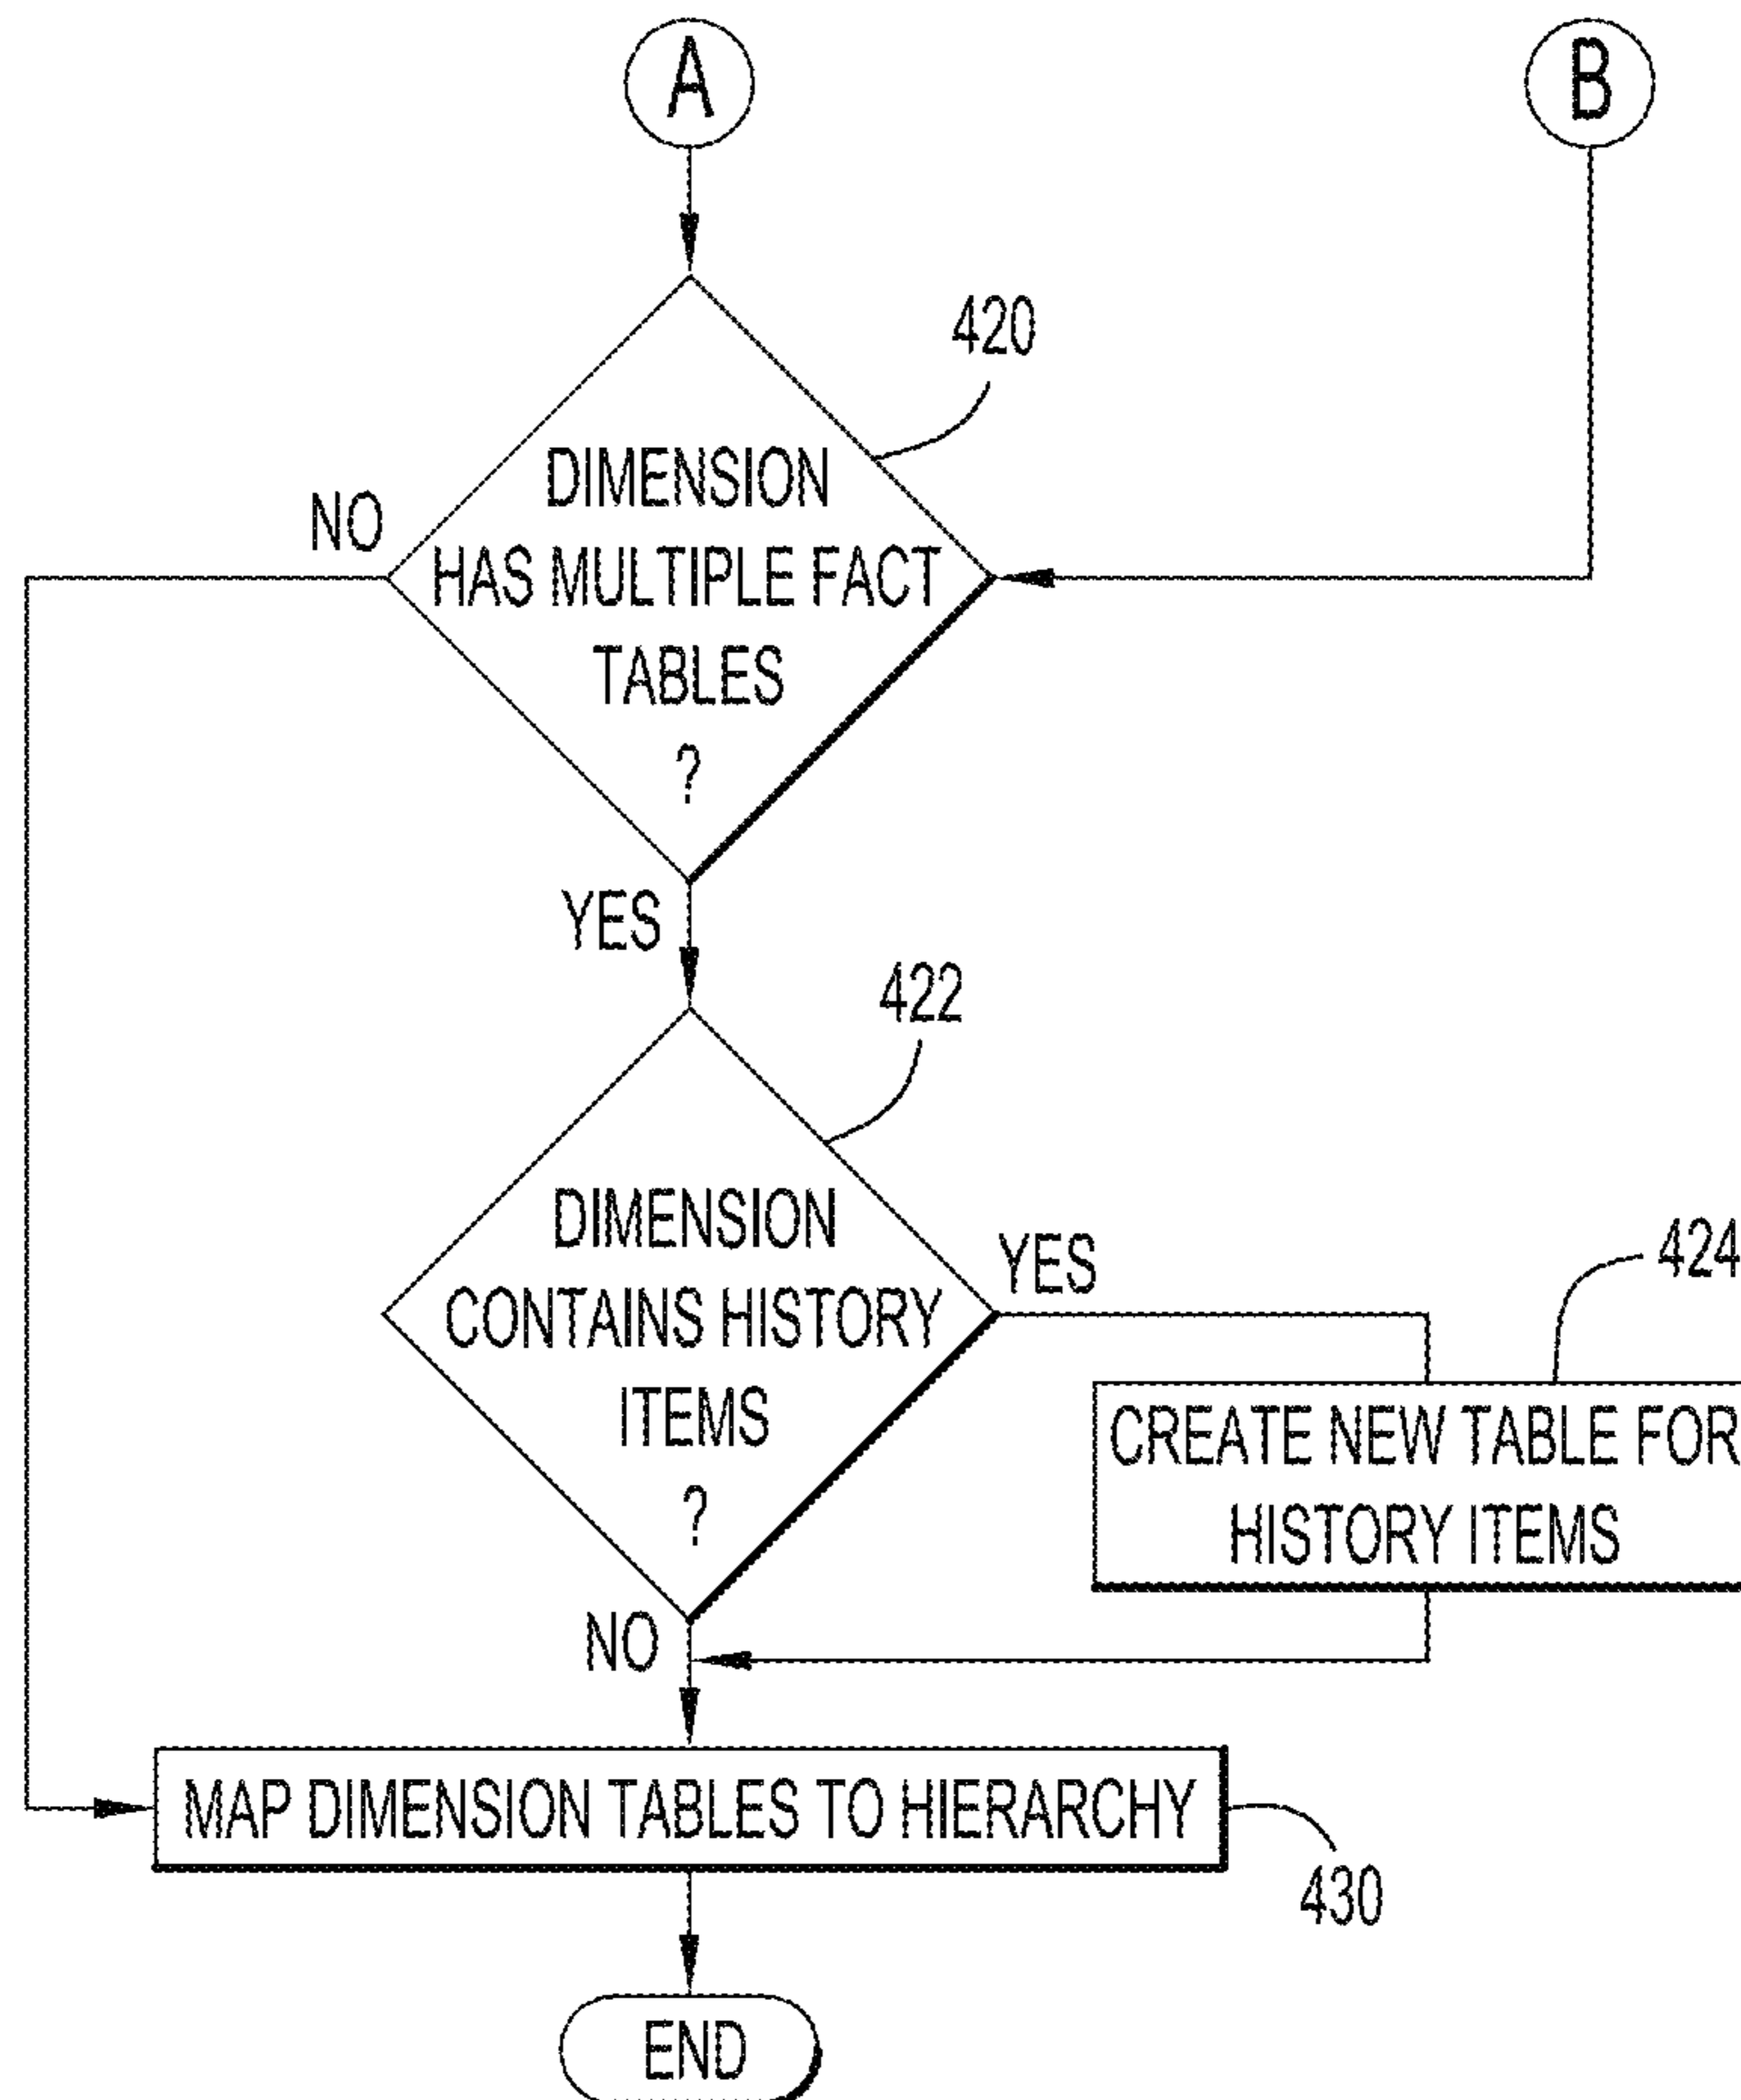 A
B
420
DIMENSION
HAS MULTIPLE FACT
TABLES
?
NO
YES
422
DIMENSION
CONTAINS HISTORY
ITEMS
?
YES
424
CREATE NEW TABLE FOR
HISTORY ITEMS
NO
MAP DIMENSION TABLES TO HIERARCHY
430
END